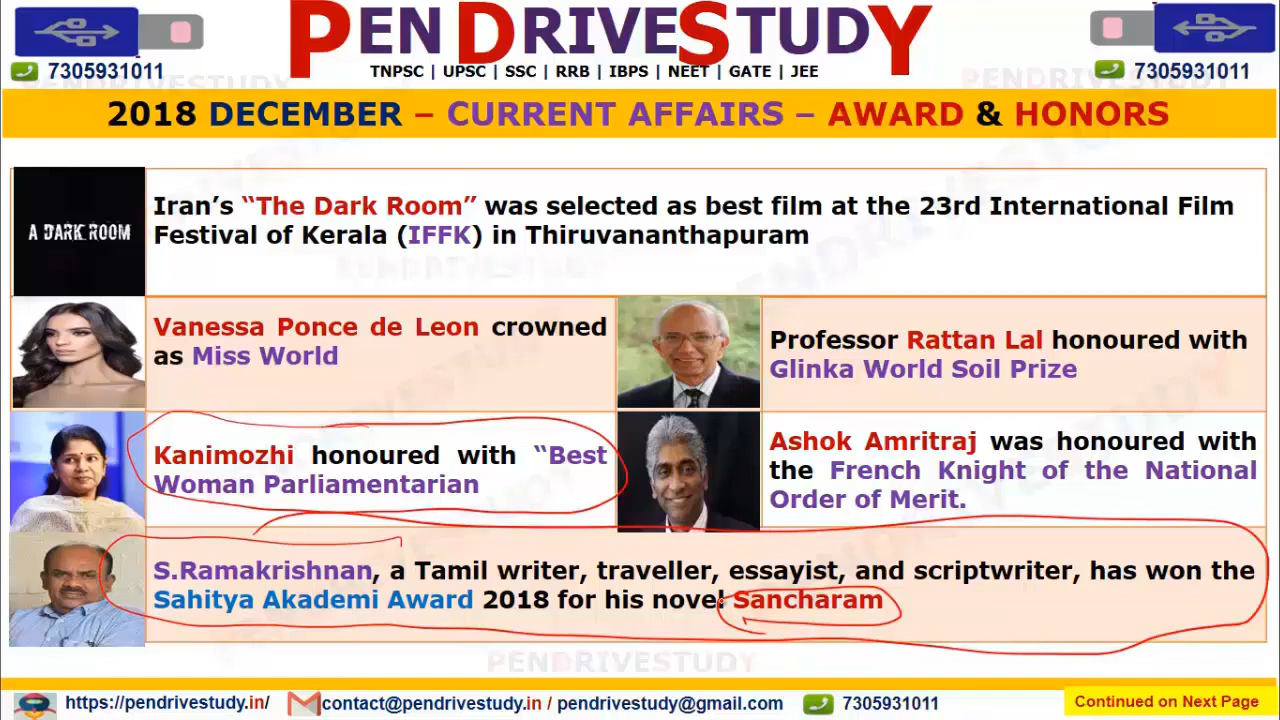 PENDRIVESTUDY
TNPSC | UPSC | SSC | RRB | IBPS | NEET | GATE | JEE
7305931011
7305931011
PENDRIVESTUDY
PENDRIVESTUDY
2018 DECEMBER – CURRENT AFFAIRS – AWARD & HONORS
A DARK ROOM
Iran’s “The Dark Room” was selected as best film at the 23rd International Film
Festival of Kerala (IFFK) in Thiruvananthapuram
PENDRIVESTUDY
Vanessa Ponce de Leon crowned
as Miss World
Professor Rattan Lal honoured with
Glinka World Soil Prize
Kanimozhi honoured with “Best
Woman Parliamentarian
Ashok Amritraj was honoured with
the French Knight of the National
Order of Merit.
S.Ramakrishnan, a Tamil writer, traveller, essayist, and scriptwriter, has won the
Sahitya Akademi Award 2018 for his novel Sancharam
PENDRIVESTUDY
https://pendrivestudy.in/
contact@pendrivestudy.in / pendrivestudy@gmail.com
7305931011
Continued on Next Page